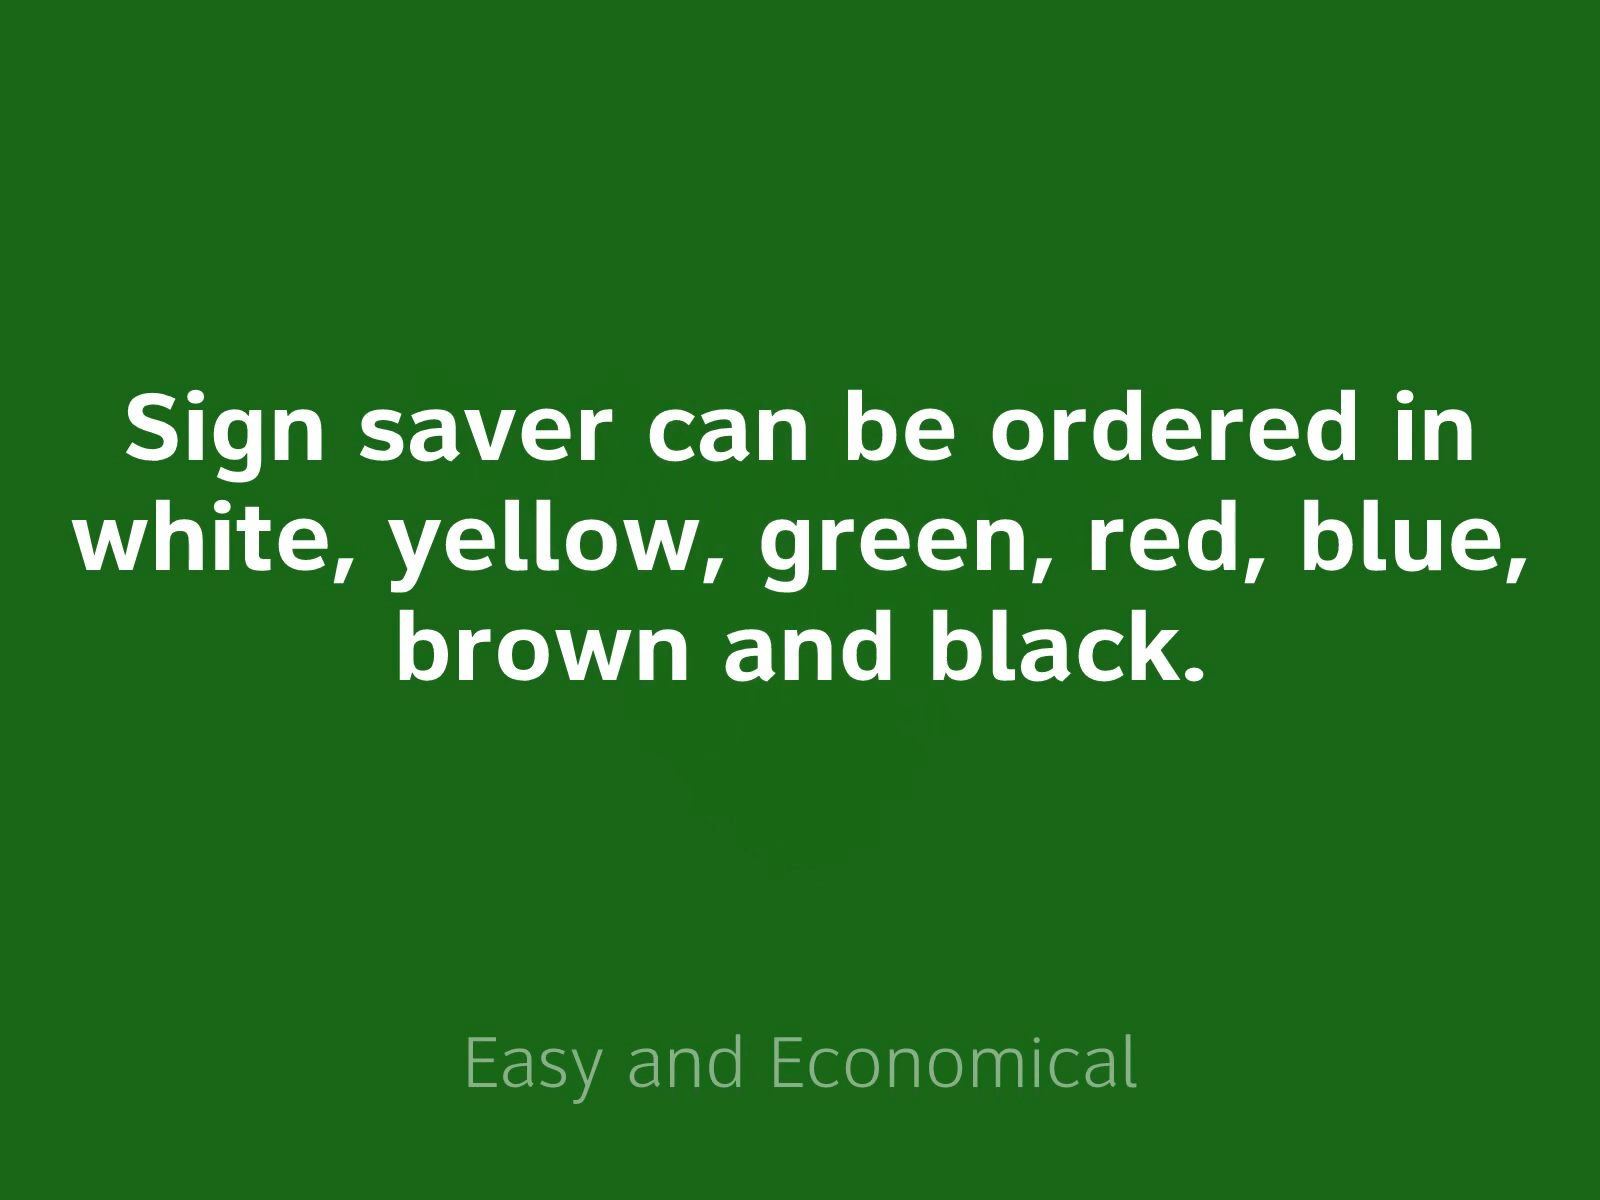 Sign saver can be ordered in
white, yellow, green, red, blue,
brown and black.
Easy and Economical